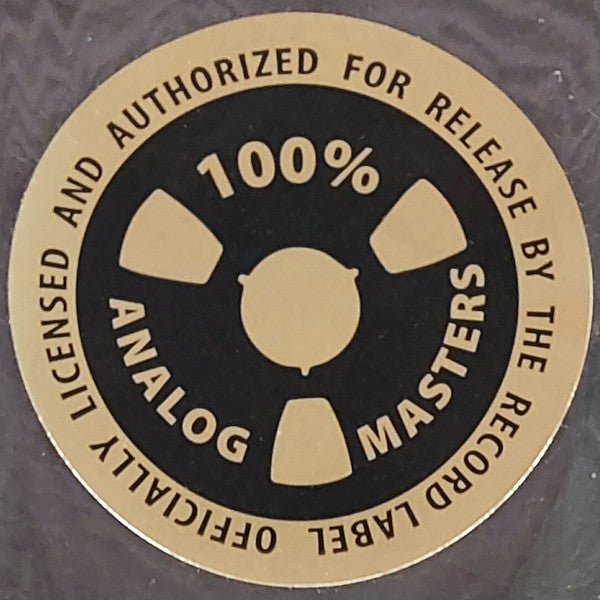 OFFICIALLY LICENSED AND AUTHORIZED FOR RELEASE BY THE RECORD LABEL
100%
ANALOG
MASTERS